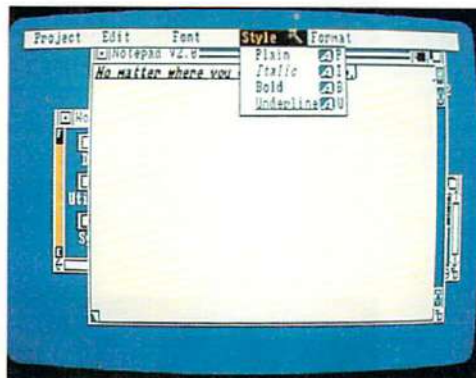 Project Edit Font Style Format
Notepad V2.0
Plain P
Italic I
Bold B
Underline U
No matter where you